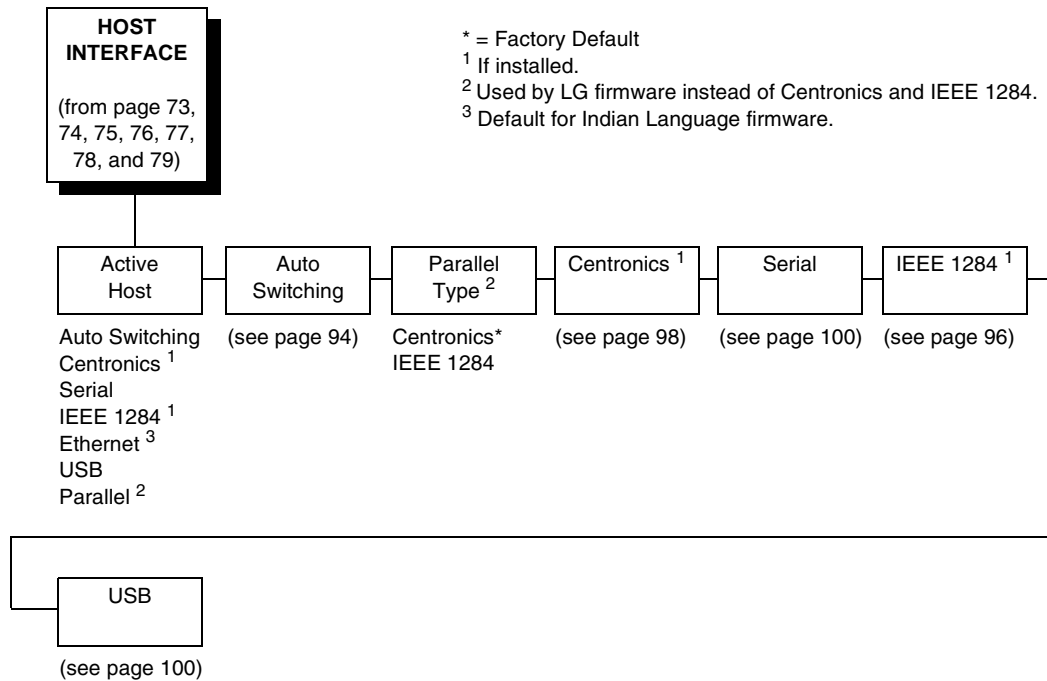 HOST
INTERFACE
(from page 73,
74, 75, 76, 77,
78, and 79)
* = Factory Default
1 If installed.
2 Used by LG firmware instead of Centronics and IEEE 1284.
3 Default for Indian Language firmware.
Active
Host
Auto Switching
Centronics 1
Serial
IEEE 1284 1
Ethernet 3
USB
Parallel 2
Auto
Switching
(see page 94)
Parallel
Type 2
Centronics*
IEEE 1284
Centronics 1
(see page 98)
Serial
(see page 100)
IEEE 1284 1
(see page 96)
USB
(see page 100)